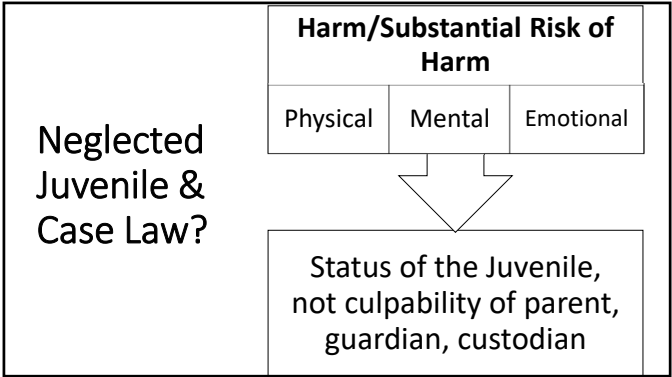 Neglected
Juvenile &
Case Law?
Harm/Substantial Risk of
Harm
Physical
Mental
Emotional
Status of the Juvenile,
not culpability of parent,
guardian, custodian